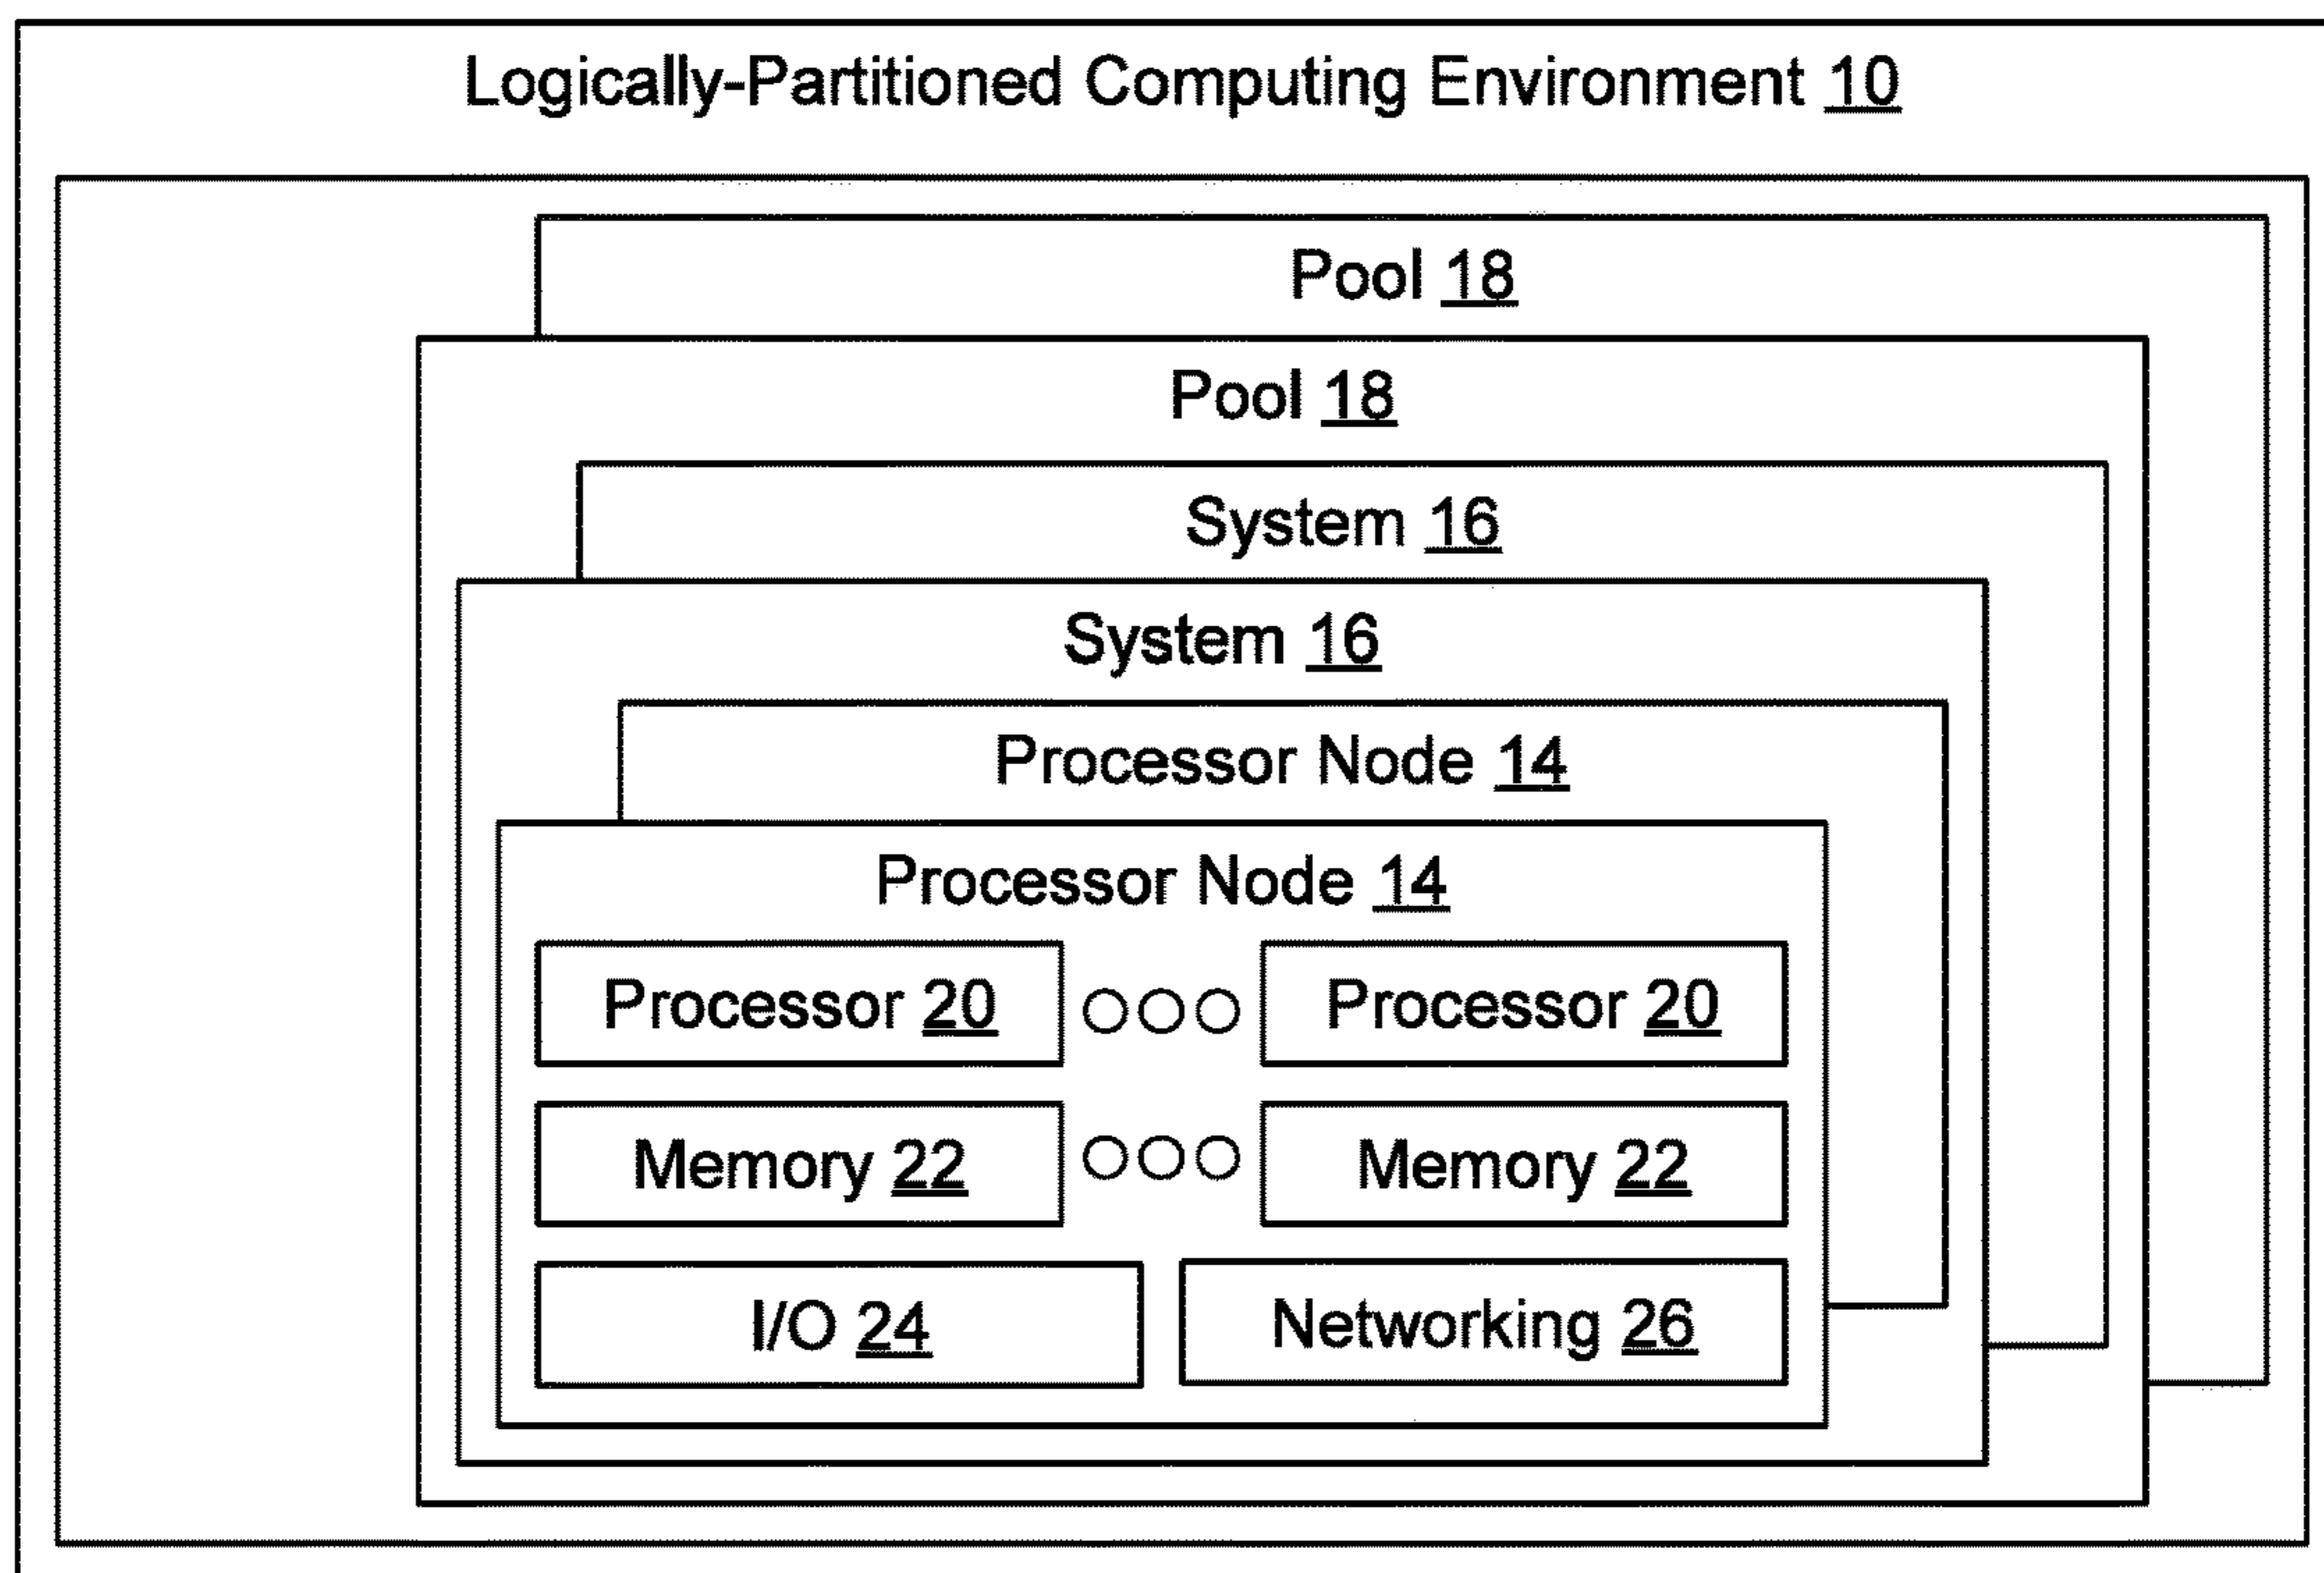 Logically-Partitioned Computing Environment 10
Pool 18
Pool 18
System 16
System 16
Processor Node 14
Processor Node 14
Processor 20 Processor 20
Memory 22 Memory 22
I/O 24 Networking 26